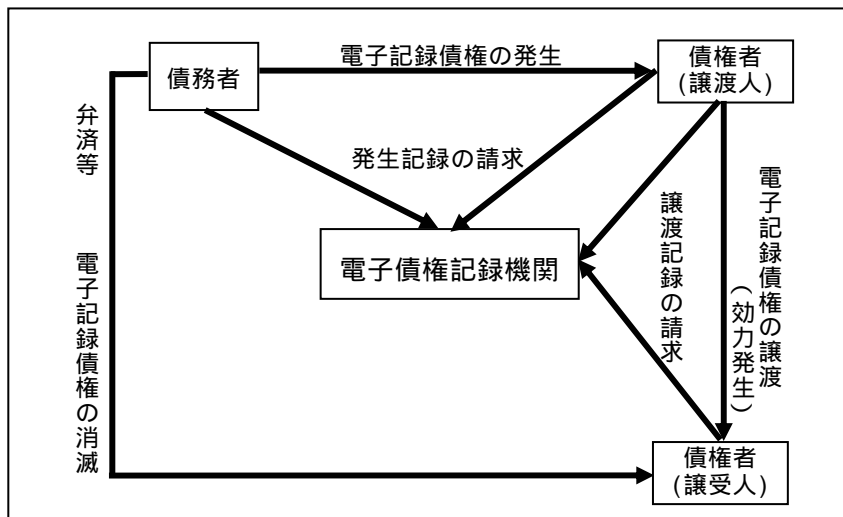 電子記録債権の発生
債務者
債権者
(譲渡人)
弁済等
発生記録の請求
電子債権記録機関
譲渡記録の請求
電子記録債権の譲渡
(効力発生)
電子記録債権の消滅
債権者
(譲受人)